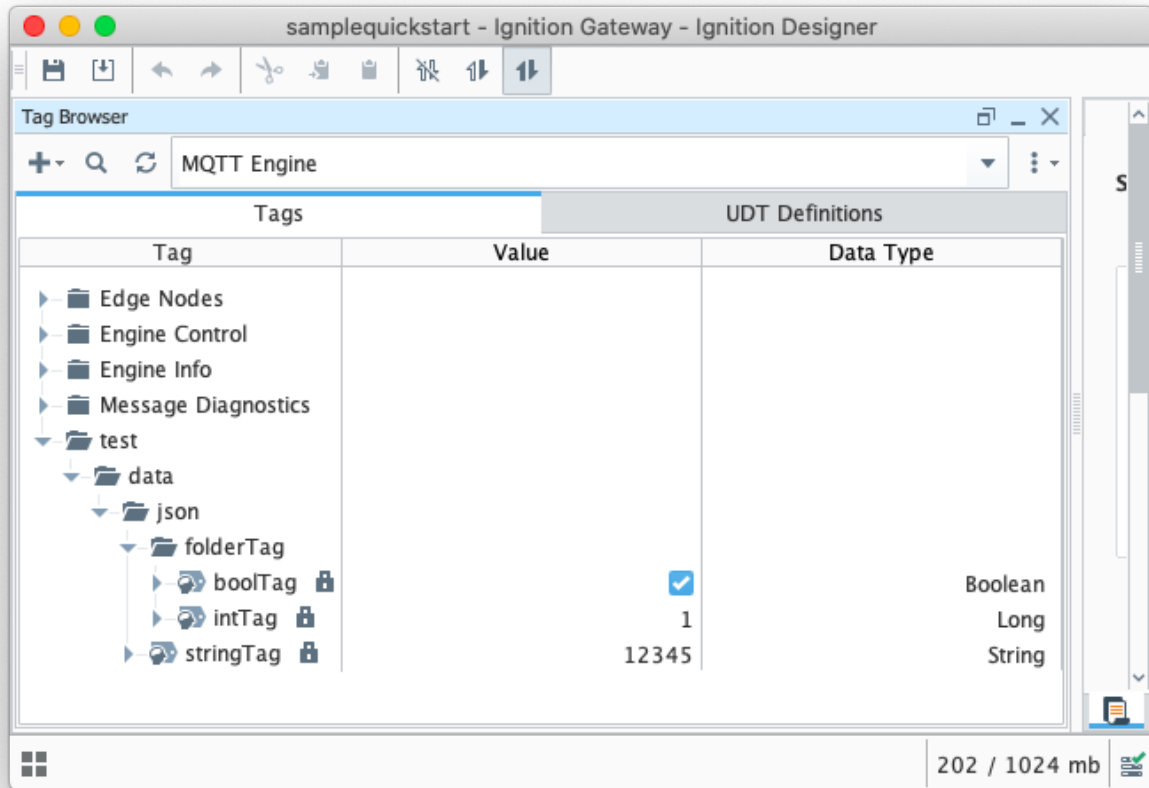 samplequickstart - Ignition Gateway - Ignition Designer
Tag Browser
MQTT Engine
S
Tags UDT Definitions
Tag Value Data Type
Edge Nodes
Engine Control
Engine Info
Message Diagnostics
test
data
json
folderTag
boolTag Boolean
intTag 1 Long
stringTag 12345 String
202 / 1024 mb